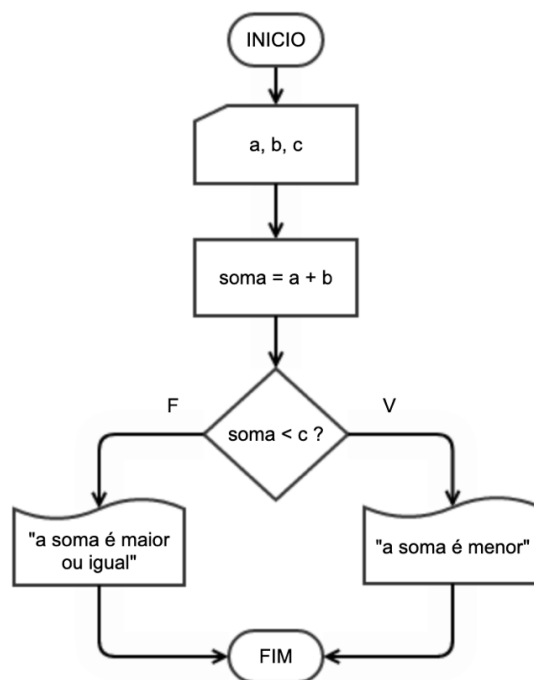 INICIO
a, b, c
soma = a + b
F
V
soma < c ?
"a soma é maior
ou igual"
"a soma é menor"
FIM